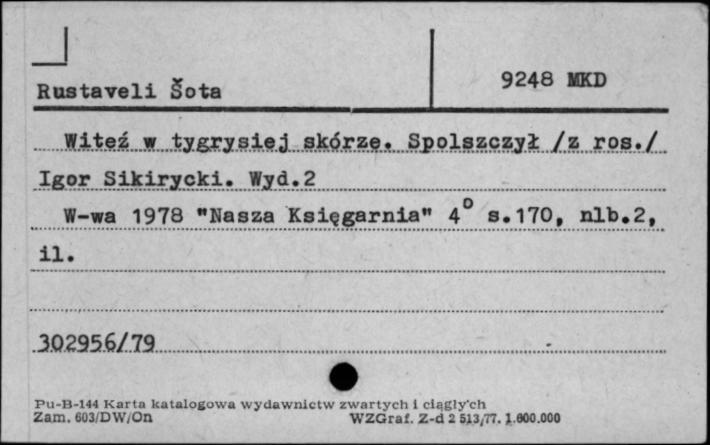 9248 MKD
Rustaveli Šota
Witeź w tygrysiej skórze. Spolszczył /z ros./
Igor Sikirycki. Wyd.2
W-wa 1978 "Nasza Księgarnia" 4° s.170, nlb.2,
il.
302956/79
Pu-B-144 Karta katalogowa wydawnictw zwartych i ciągłych
Zam. 603/DW/On WZGraf. Z-d 2 513/77. 1.600.000